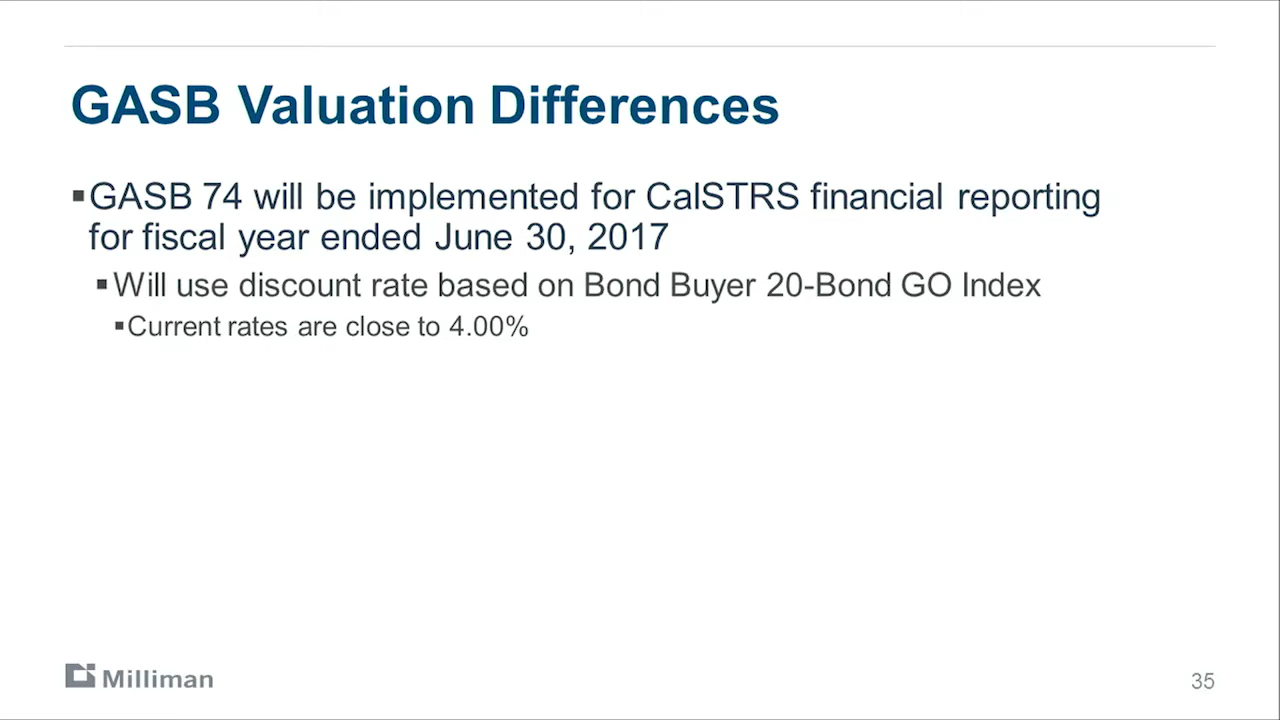 GASB Valuation Differences
▪GASB 74 will be implemented for CalSTRS financial reporting
for fiscal year ended June 30, 2017
▪Will use discount rate based on Bond Buyer 20-Bond GO Index
▪Current rates are close to 4.00%
Milliman
35